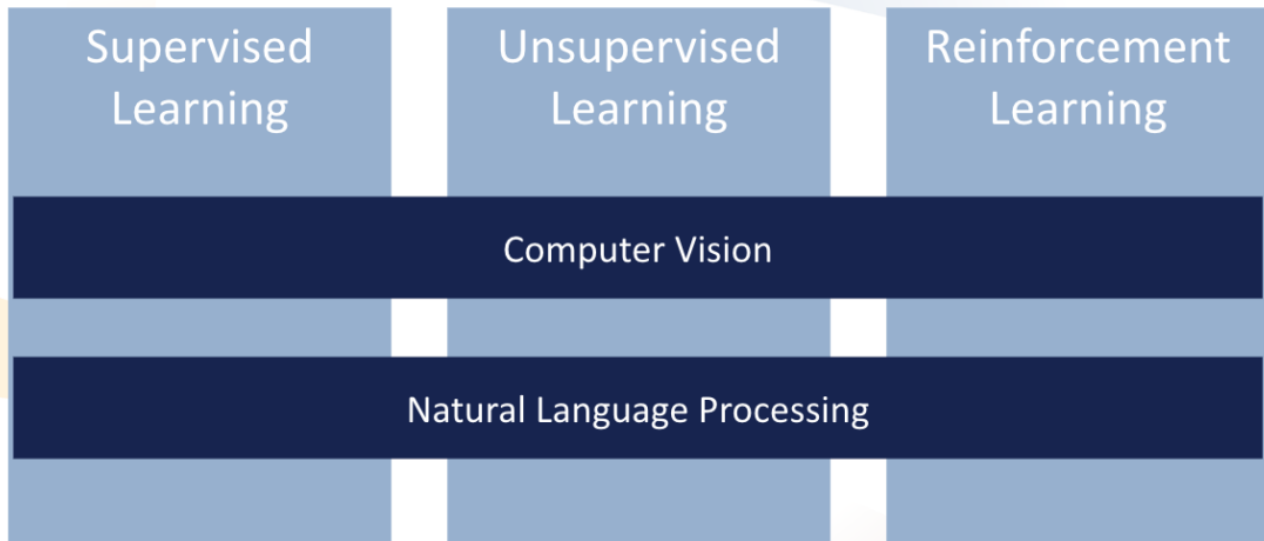 Supervised
Learning
Unsupervised
Learning
Reinforcement
Learning
Computer Vision
Natural Language Processing